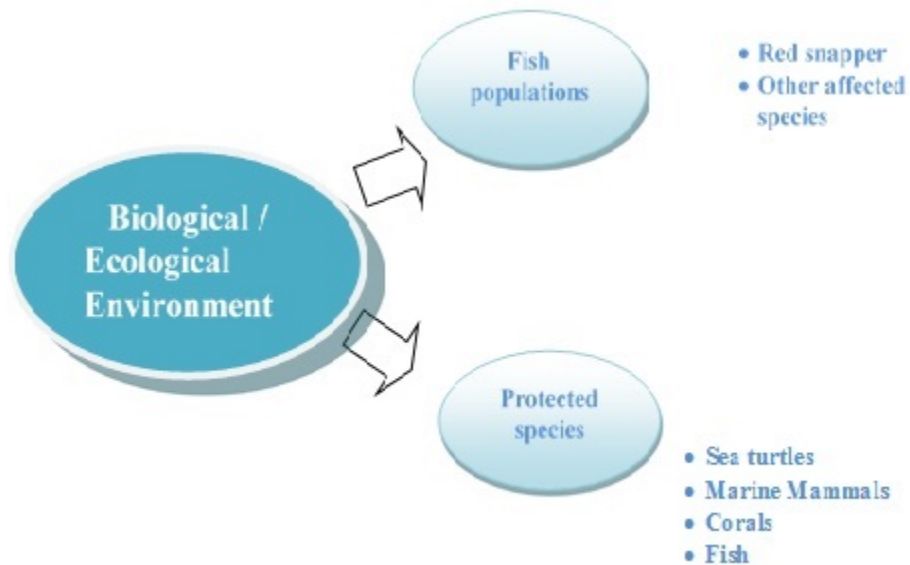 Biological /
Ecological
Environment
Fish
populations
• Red snapper
• Other affected
species
Protected
species
• Sea turtles
• Marine Mammals
• Corals
• Fish